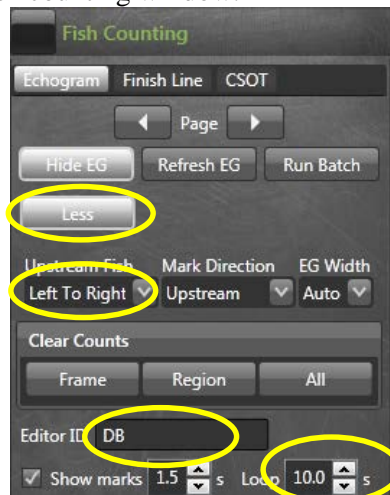 Fish Counting
Echogram Finish Line CSOT
Page
Hide EG Refresh EG Run Batch
Less
Upstream Fish Mark Direction EG Width
Left To Right Upstream Auto
Clear Counts
Frame Region All
Editor ID DB
Show marks 1.5 s Loop 10.0 s